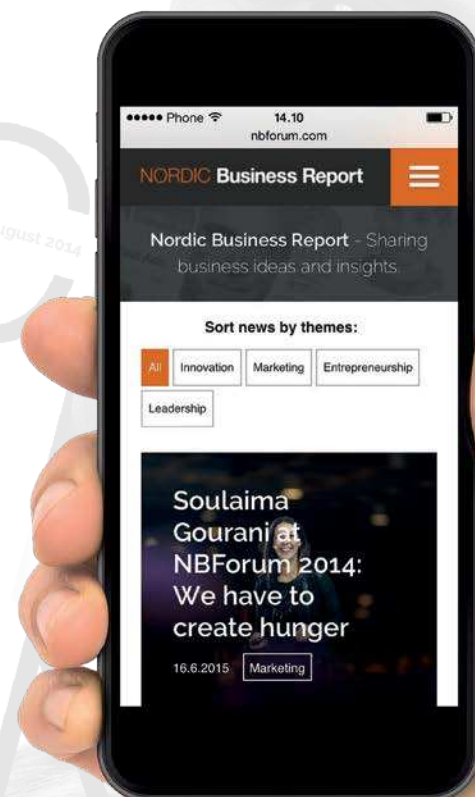 Phone 14.10
nbforum.com
NORDIC Business Report
Nordic Business Report - Sharing
business ideas and insights
Sort news by themes:
All Innovation Marketing Entrepreneurship
Leadership
Soulaima
Gourani at
NBForum 2014:
We have to
create hunger
16.6.2015 Marketing
August 2014